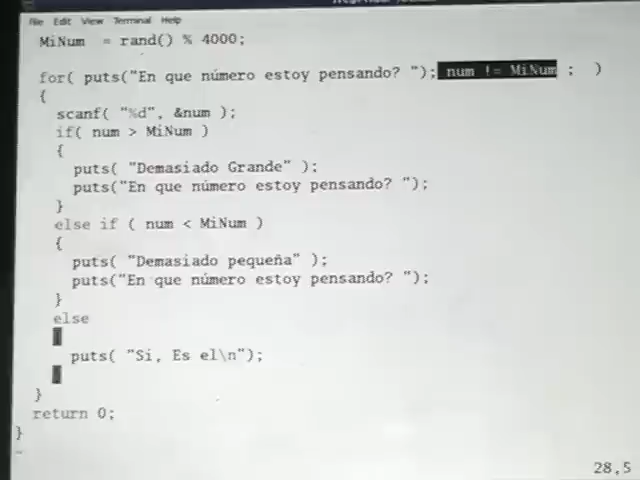 File Edit View Terminal Help
MiNum = rand() % 4000;
for( puts("En que número estoy pensando? "); num != MiNum ; )
{
scanf( "%d", &num );
if( num > MiNum )
{
puts( "Demasiado Grande" );
puts("En que número estoy pensando? ");
}
else if ( num < MiNum )
{
puts( "Demasiado pequeña" );
puts("En que número estoy pensando? ");
}
else
puts( "Si, Es el\n");
}
return 0;
}
~
28,5